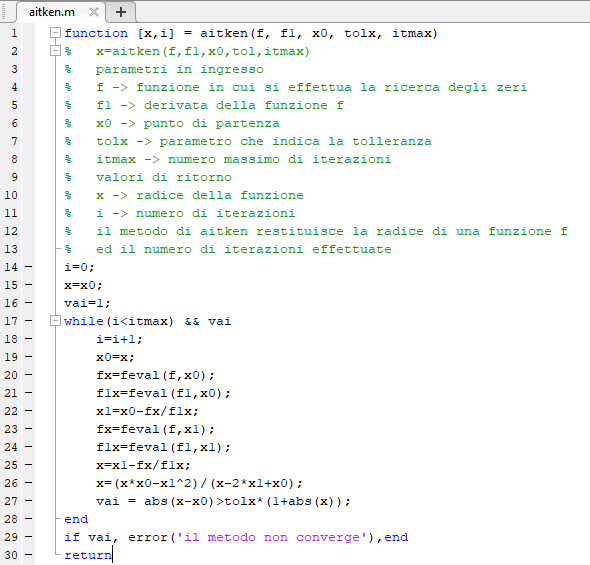 aitken.m
1 function [x,i] = aitken(f, f1, x0, tolx, itmax)
2 % x=aitken(f,f1,x0,tol,itmax)
3 % parametri in ingresso
4 % f -> funzione in cui si effettua la ricerca degli zeri
5 % f1 -> derivata della funzione f
6 % x0 -> punto di partenza
7 % tolx -> parametro che indica la tolleranza
8 % itmax -> numero massimo di iterazioni
9 % valori di ritorno
10 % x -> radice della funzione
11 % i -> numero di iterazioni
12 % il metodo di aitken restituisce la radice di una funzione f
13 % ed il numero di iterazioni effettuate
14 i=0;
15 x=x0;
16 vai=1;
17 while(i<itmax) && vai
18 i=i+1;
19 x0=x;
20 fx=feval(f,x0);
21 f1x=feval(f1,x0);
22 x1=x0-fx/f1x;
23 fx=feval(f,x1);
24 f1x=feval(f1,x1);
25 x=x1-fx/f1x;
26 x=(x*x0-x1^2)/(x-2*x1+x0);
27 vai = abs(x-x0)>tolx*(1+abs(x));
28 end
29 if vai, error('il metodo non converge'),end
30 return